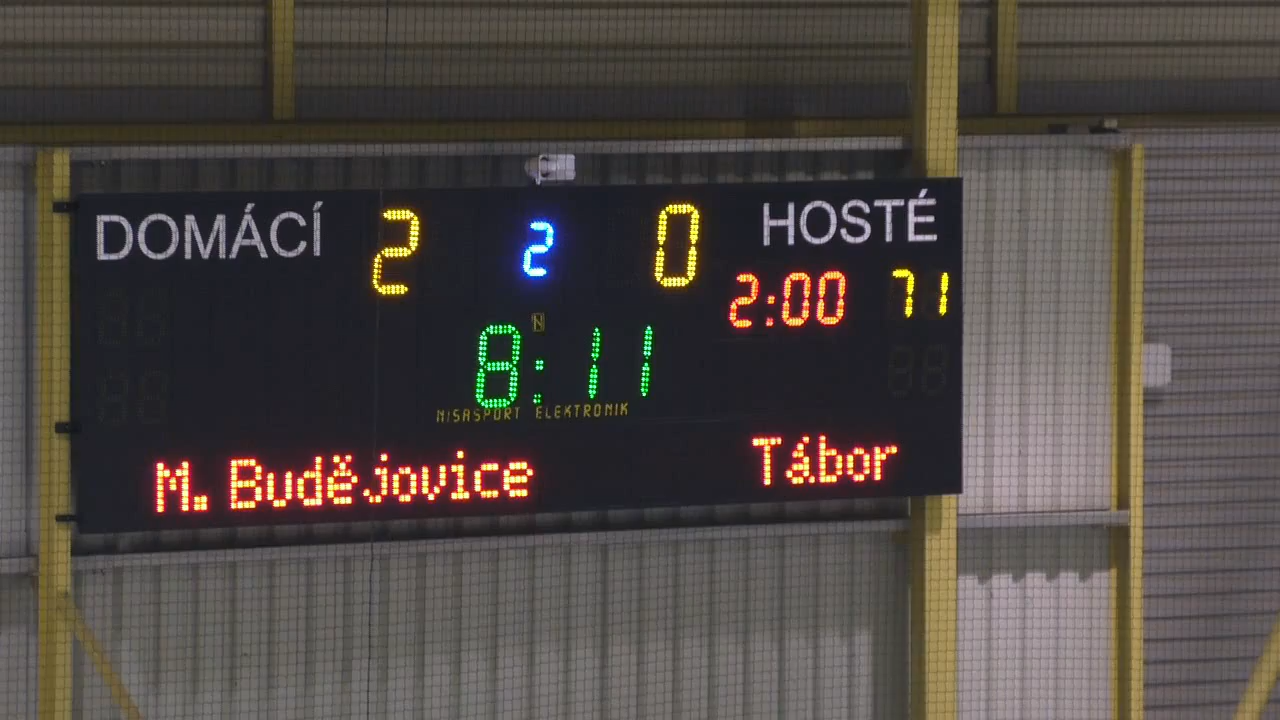 DOMÁCÍ 2 2 0 HOSTÉ
2:00 71
N
8:11
NISASPORT ELEKTRONIK
M. Budějovice Tábor